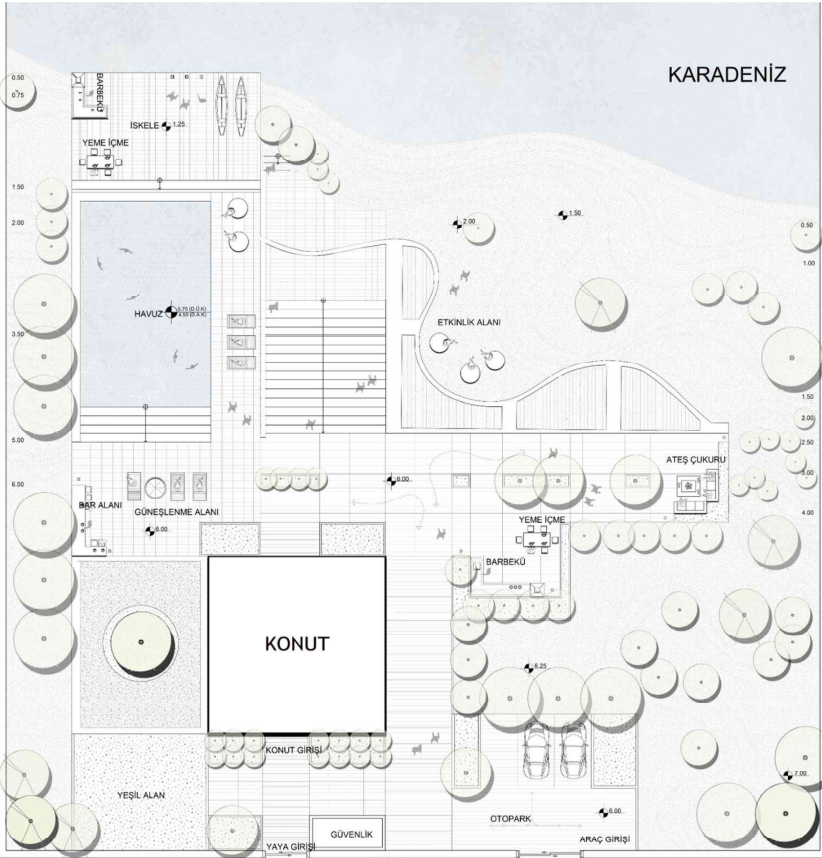 KARADENİZ
0.50
0.75
BARBEKÜ
İSKELE 1.25
YEME İÇME
1.50
2.00
2.00
1.50
0.50
1.00
HAVUZ
5.75 (D.Ü.K)
4.50 (D.A.K)
ETKİNLİK ALANI
3.50
1.50
2.00
2.50
3.00
4.00
5.00
6.00
ATEŞ ÇUKURU
6.00
BAR ALANI
GÜNEŞLENME ALANI
6.00
YEME İÇME
BARBEKÜ
KONUT
6.25
KONUT GİRİŞİ
YEŞİL ALAN
7.00
OTOPARK
6.00
GÜVENLİK
YAYA GİRİŞİ
ARAÇ GİRİŞİ